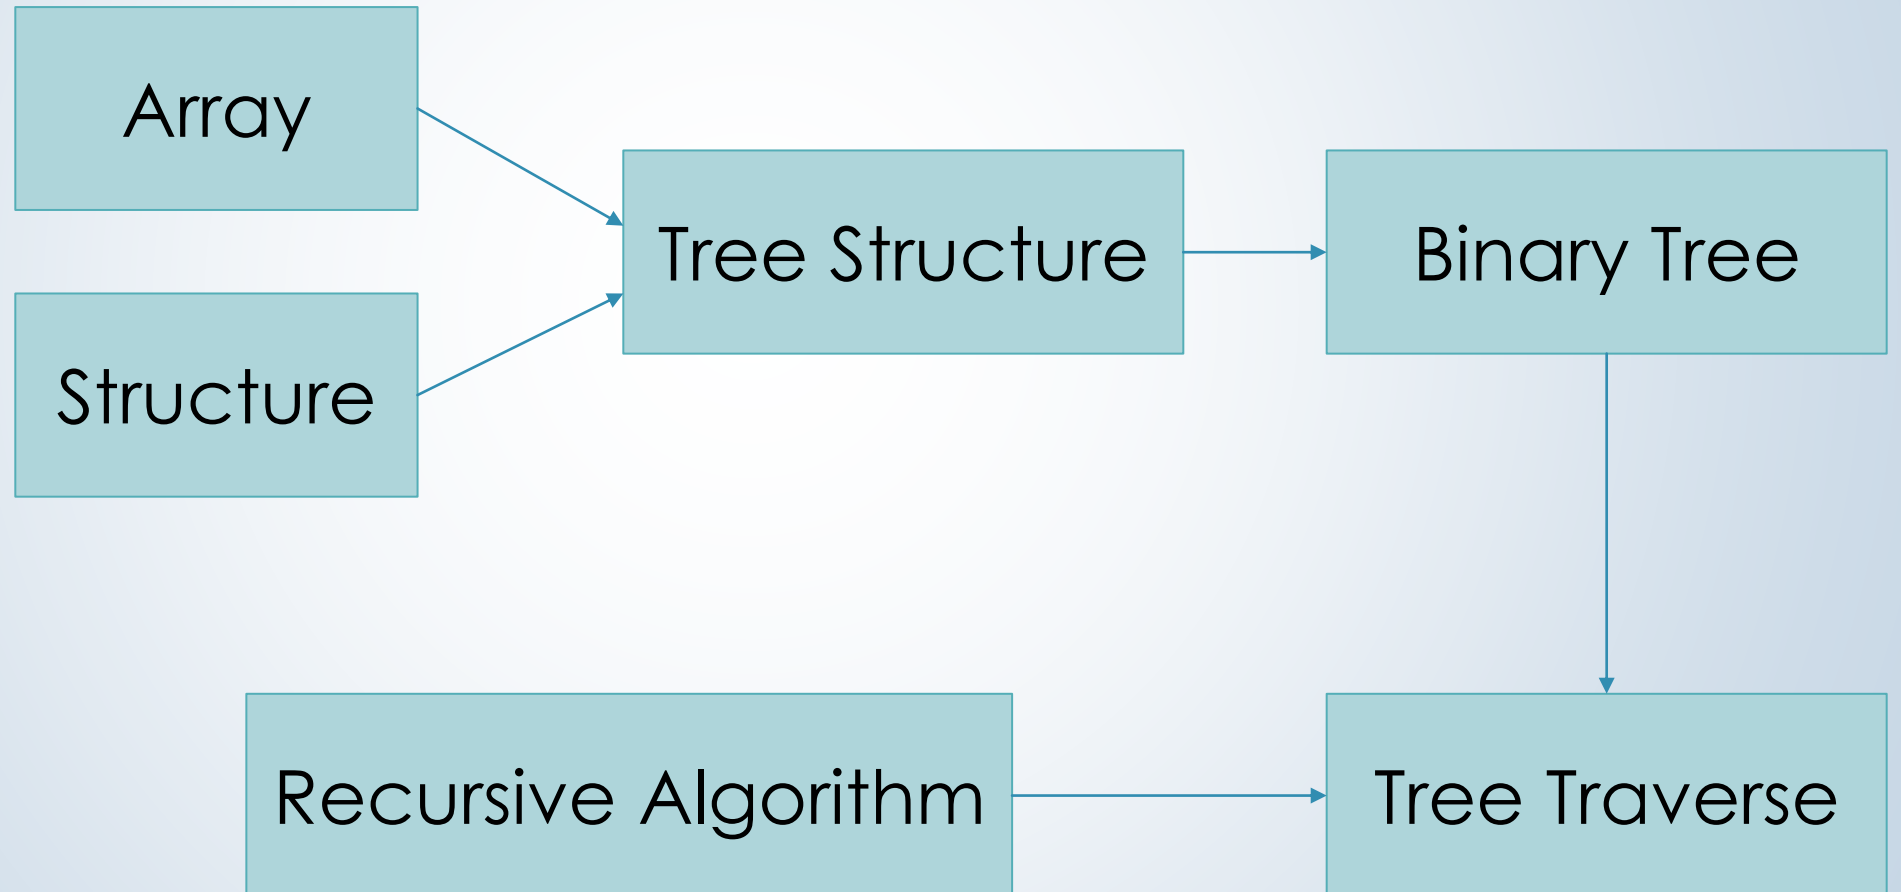 Array
Structure
Tree Structure
Binary Tree
Recursive Algorithm
Tree Traverse